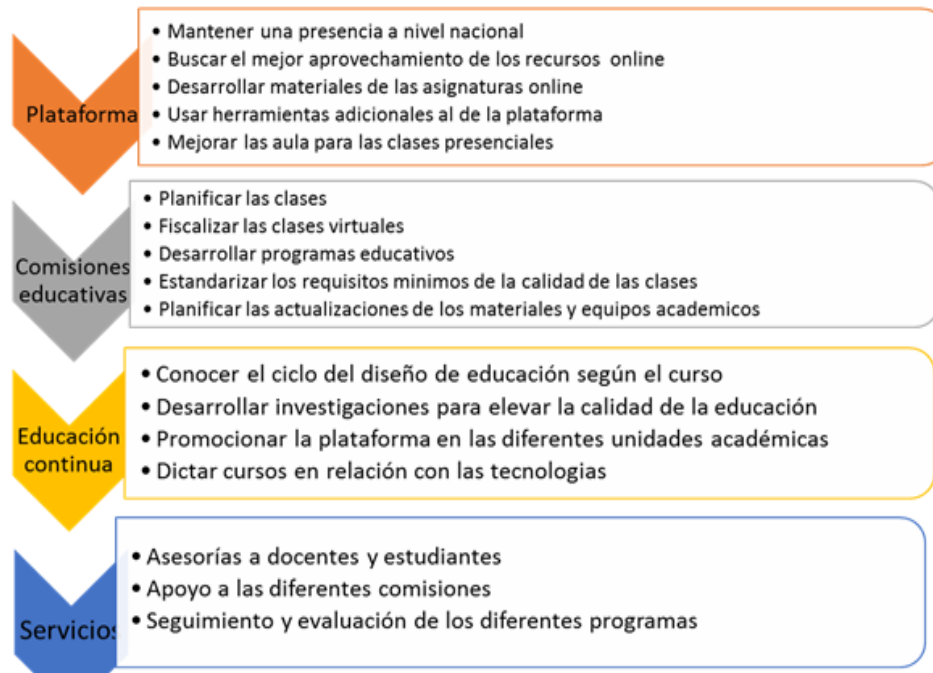 Plataforma
• Mantener una presencia a nivel nacional
• Buscar el mejor aprovechamiento de los recursos online
• Desarrollar materiales de las asignaturas online
• Usar herramientas adicionales al de la plataforma
• Mejorar las aula para las clases presenciales
Comisiones
educativas
• Planificar las clases
• Fiscalizar las clases virtuales
• Desarrollar programas educativos
• Estandarizar los requisitos minimos de la calidad de las clases
• Planificar las actualizaciones de los materiales y equipos academicos
Educación
continua
• Conocer el ciclo del diseño de educación según el curso
• Desarrollar investigaciones para elevar la calidad de la educación
• Promocionar la plataforma en las diferentes unidades académicas
• Dictar cursos en relación con las tecnologias
Servicios
• Asesorías a docentes y estudiantes
• Apoyo a las diferentes comisiones
• Seguimiento y evaluación de los diferentes programas